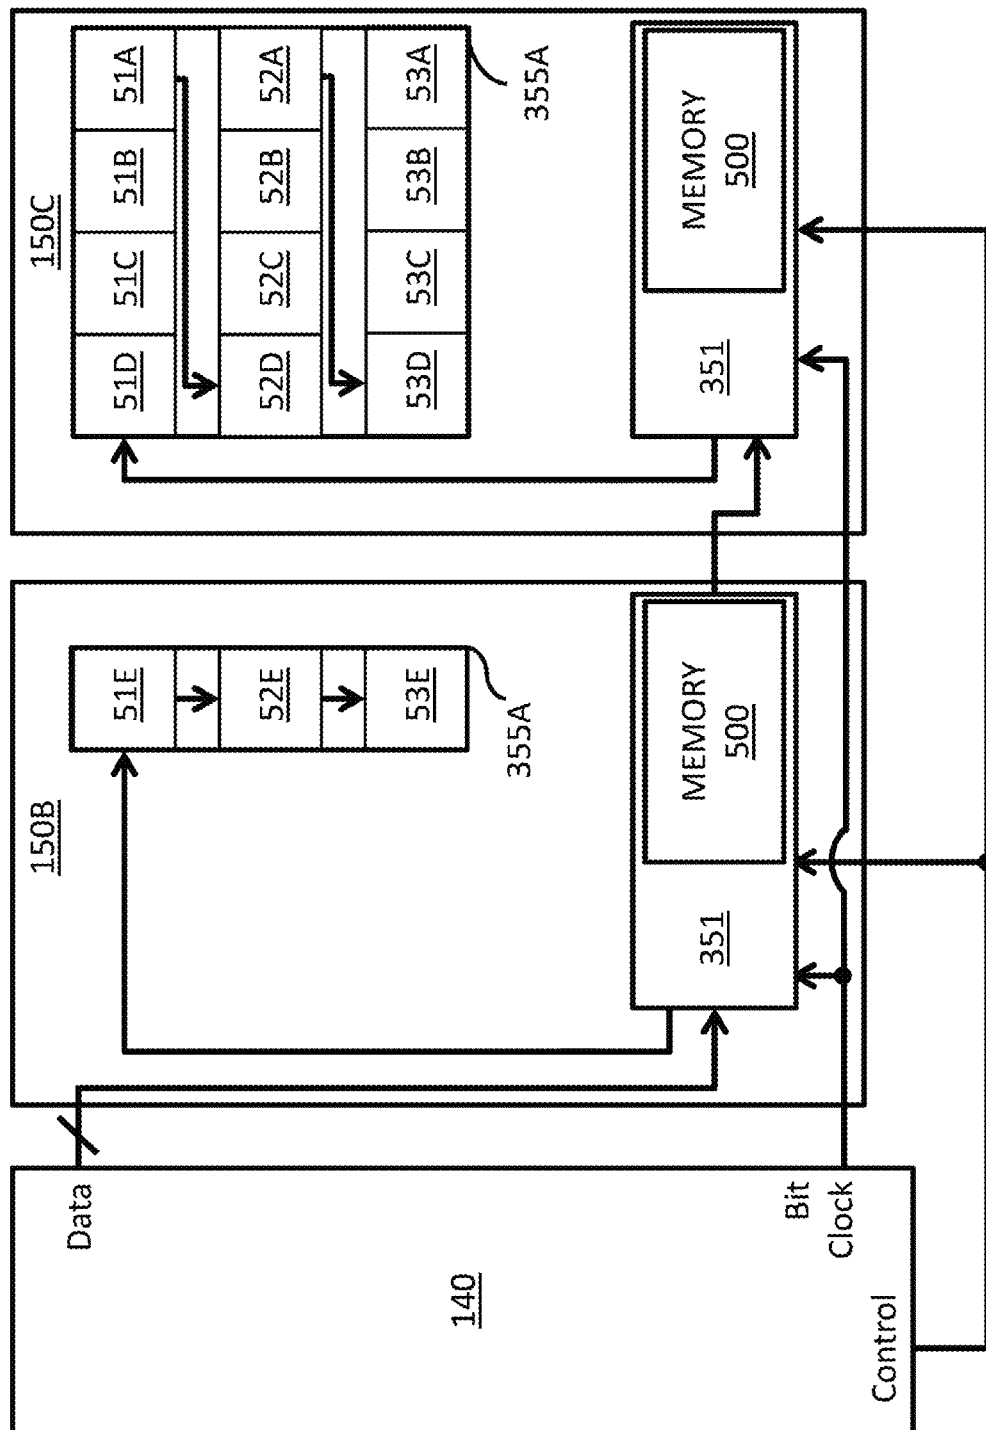 140
Data
Bit
Clock
Control
150B
51E
52E
53E
355A
351
MEMORY
500
150C
51D 51C 51B 51A
52D 52C 52B 52A
53D 53C 53B 53A
355A
351
MEMORY
500